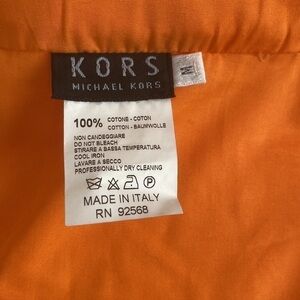 KORS
MICHAEL KORS
100% COTONE - COTON
COTTON - BAUMWOLLE
NON CANDEGGIARE
DO NOT BLEACH
STIRARE A BASSA TEMPERATURA
COOL IRON
LAVARE A SECCO
PROFESSIONALLY DRY CLEANING
P
MADE IN ITALY
RN 92568